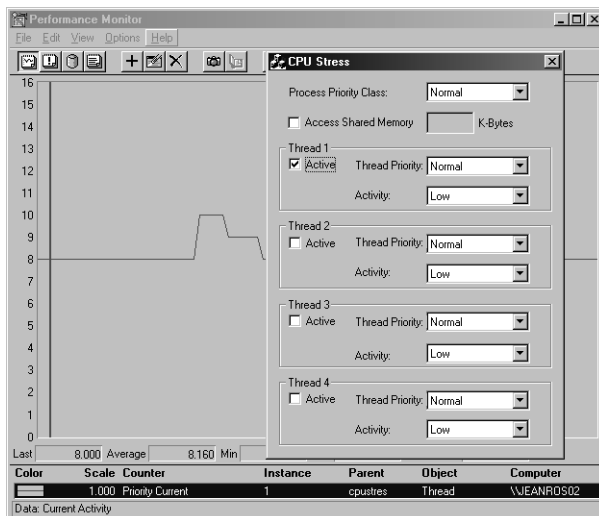 Performance Monitor
File Edit View Options Help
16
15
14
13
12
11
10
9
8
7
6
5
4
3
2
1
0
CPU Stress
Process Priority Class: Normal
Access Shared Memory K-Bytes
Thread 1
Active Thread Priority: Normal
Activity: Low
Thread 2
Active Thread Priority: Normal
Activity: Low
Thread 3
Active Thread Priority: Normal
Activity: Low
Thread 4
Active Thread Priority: Normal
Activity: Low
Last 8.000 Average 8.160 Min
Color Scale Counter Instance Parent Object Computer
1.000 Priority Current 1 cpustres Thread \\JEANROS02
Data: Current Activity